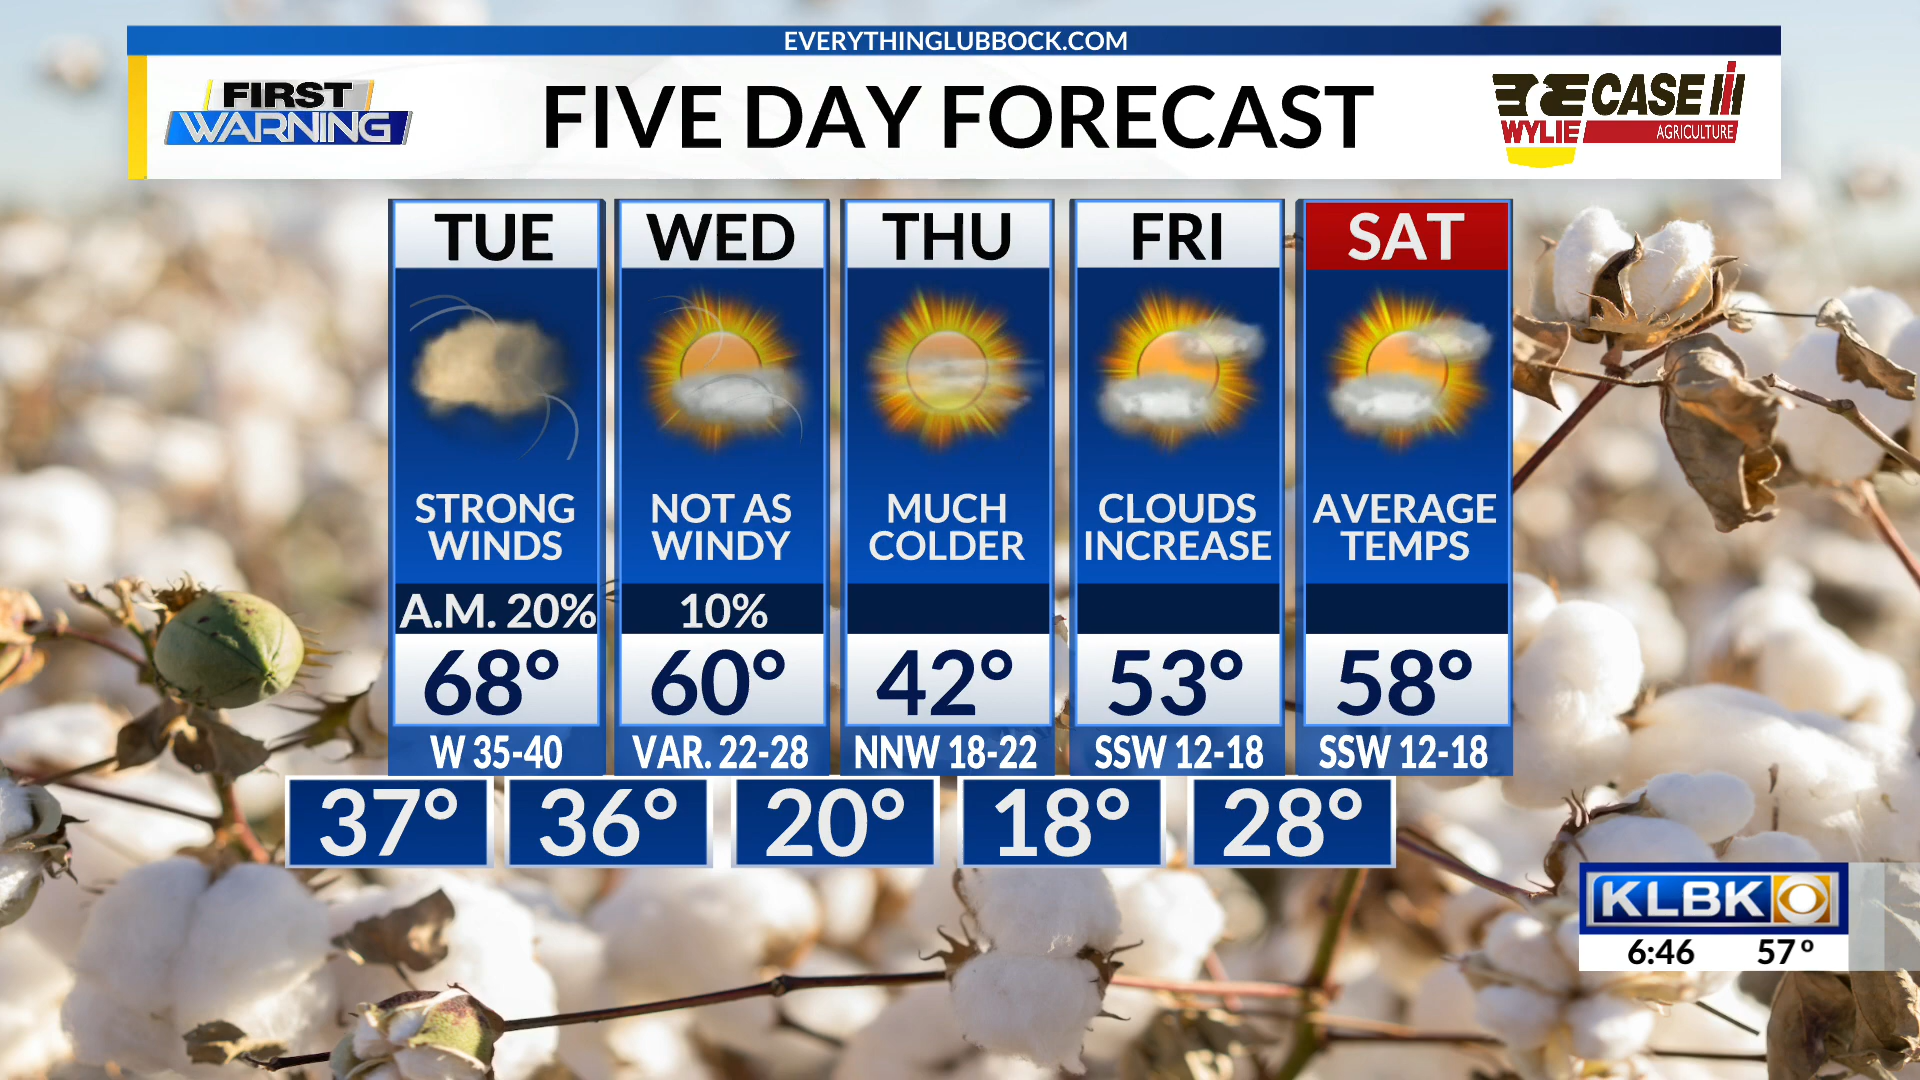 EVERYTHINGLUBBOCK.COM
FIRST
WARNING
FIVE DAY FORECAST
WYLIE
CASE IH
AGRICULTURE
TUE
WED
THU
FRI
SAT
STRONG
WINDS
NOT AS
WINDY
MUCH
COLDER
CLOUDS
INCREASE
AVERAGE
TEMPS
A.M. 20%
10%
68°
60°
42°
53°
58°
W 35-40
VAR. 22-28
NNW 18-22
SSW 12-18
SSW 12-18
37°
36°
20°
18°
28°
KLBK
6:46 57°